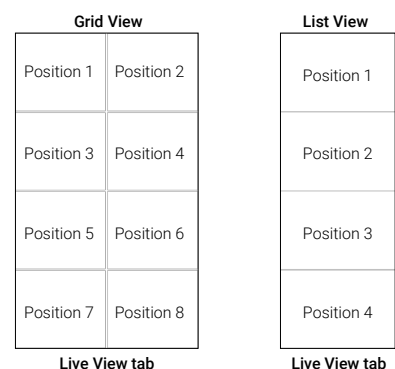 Grid View
Position 1 Position 2
Position 3 Position 4
Position 5 Position 6
Position 7 Position 8
Live View tab
List View
Position 1
Position 2
Position 3
Position 4
Live View tab